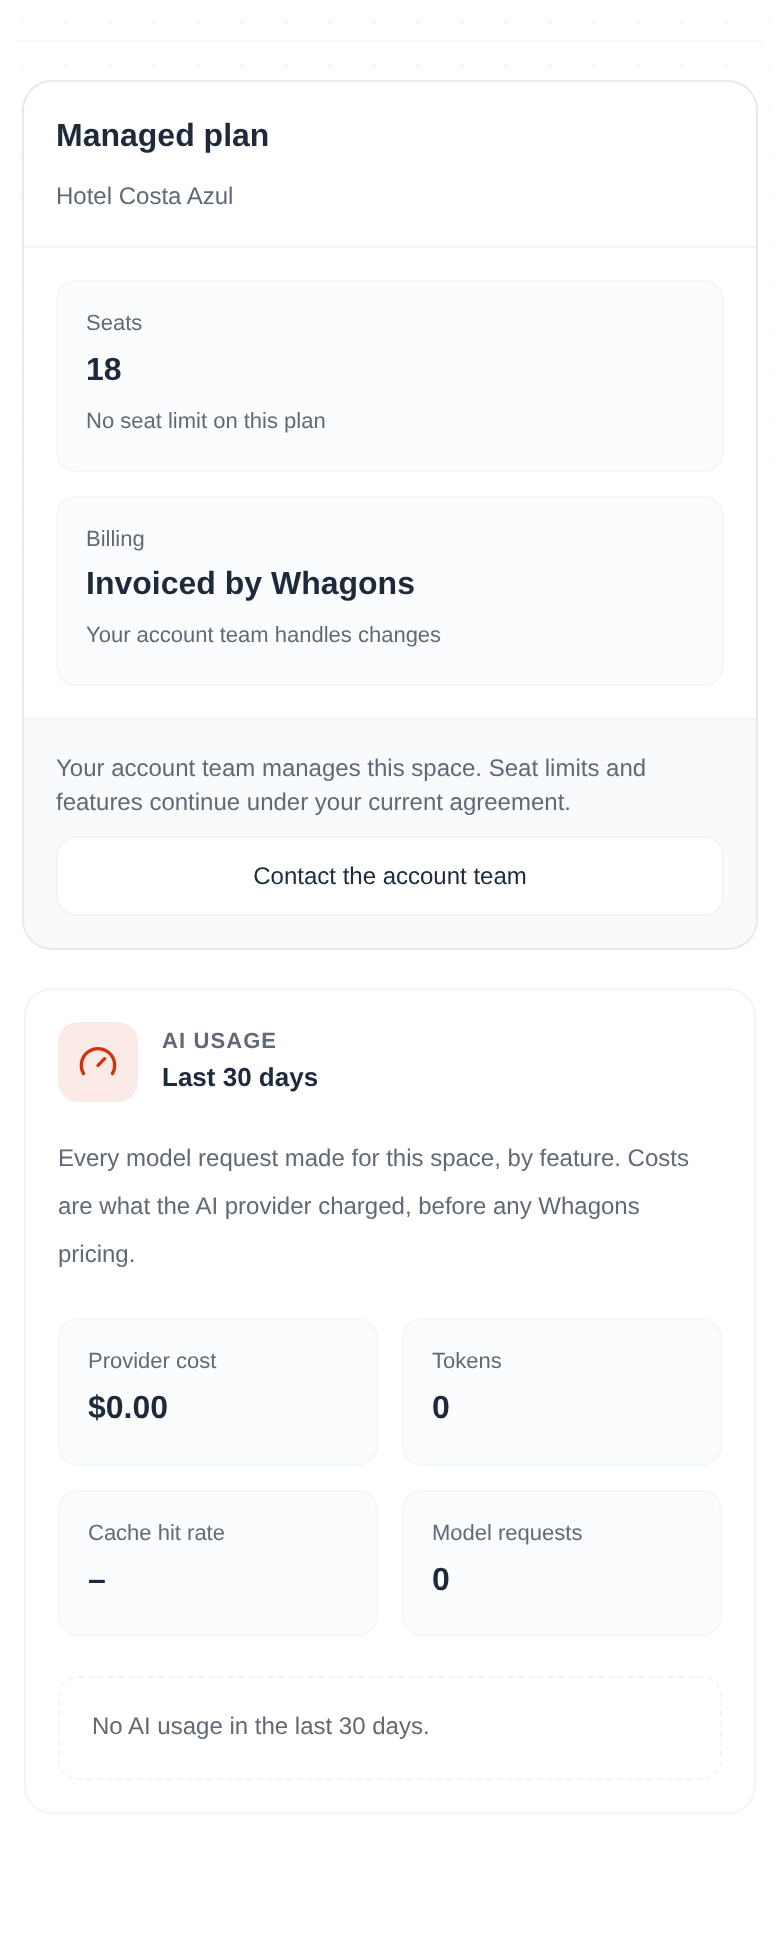 Managed plan
Hotel Costa Azul
Seats
18
No seat limit on this plan
Billing
Invoiced by Whagons
Your account team handles changes
Your account team manages this space. Seat limits and
features continue under your current agreement.
Contact the account team
AI USAGE
Last 30 days
Every model request made for this space, by feature. Costs
are what the AI provider charged, before any Whagons
pricing.
Provider cost
$0.00
Tokens
0
Cache hit rate
–
Model requests
0
No AI usage in the last 30 days.